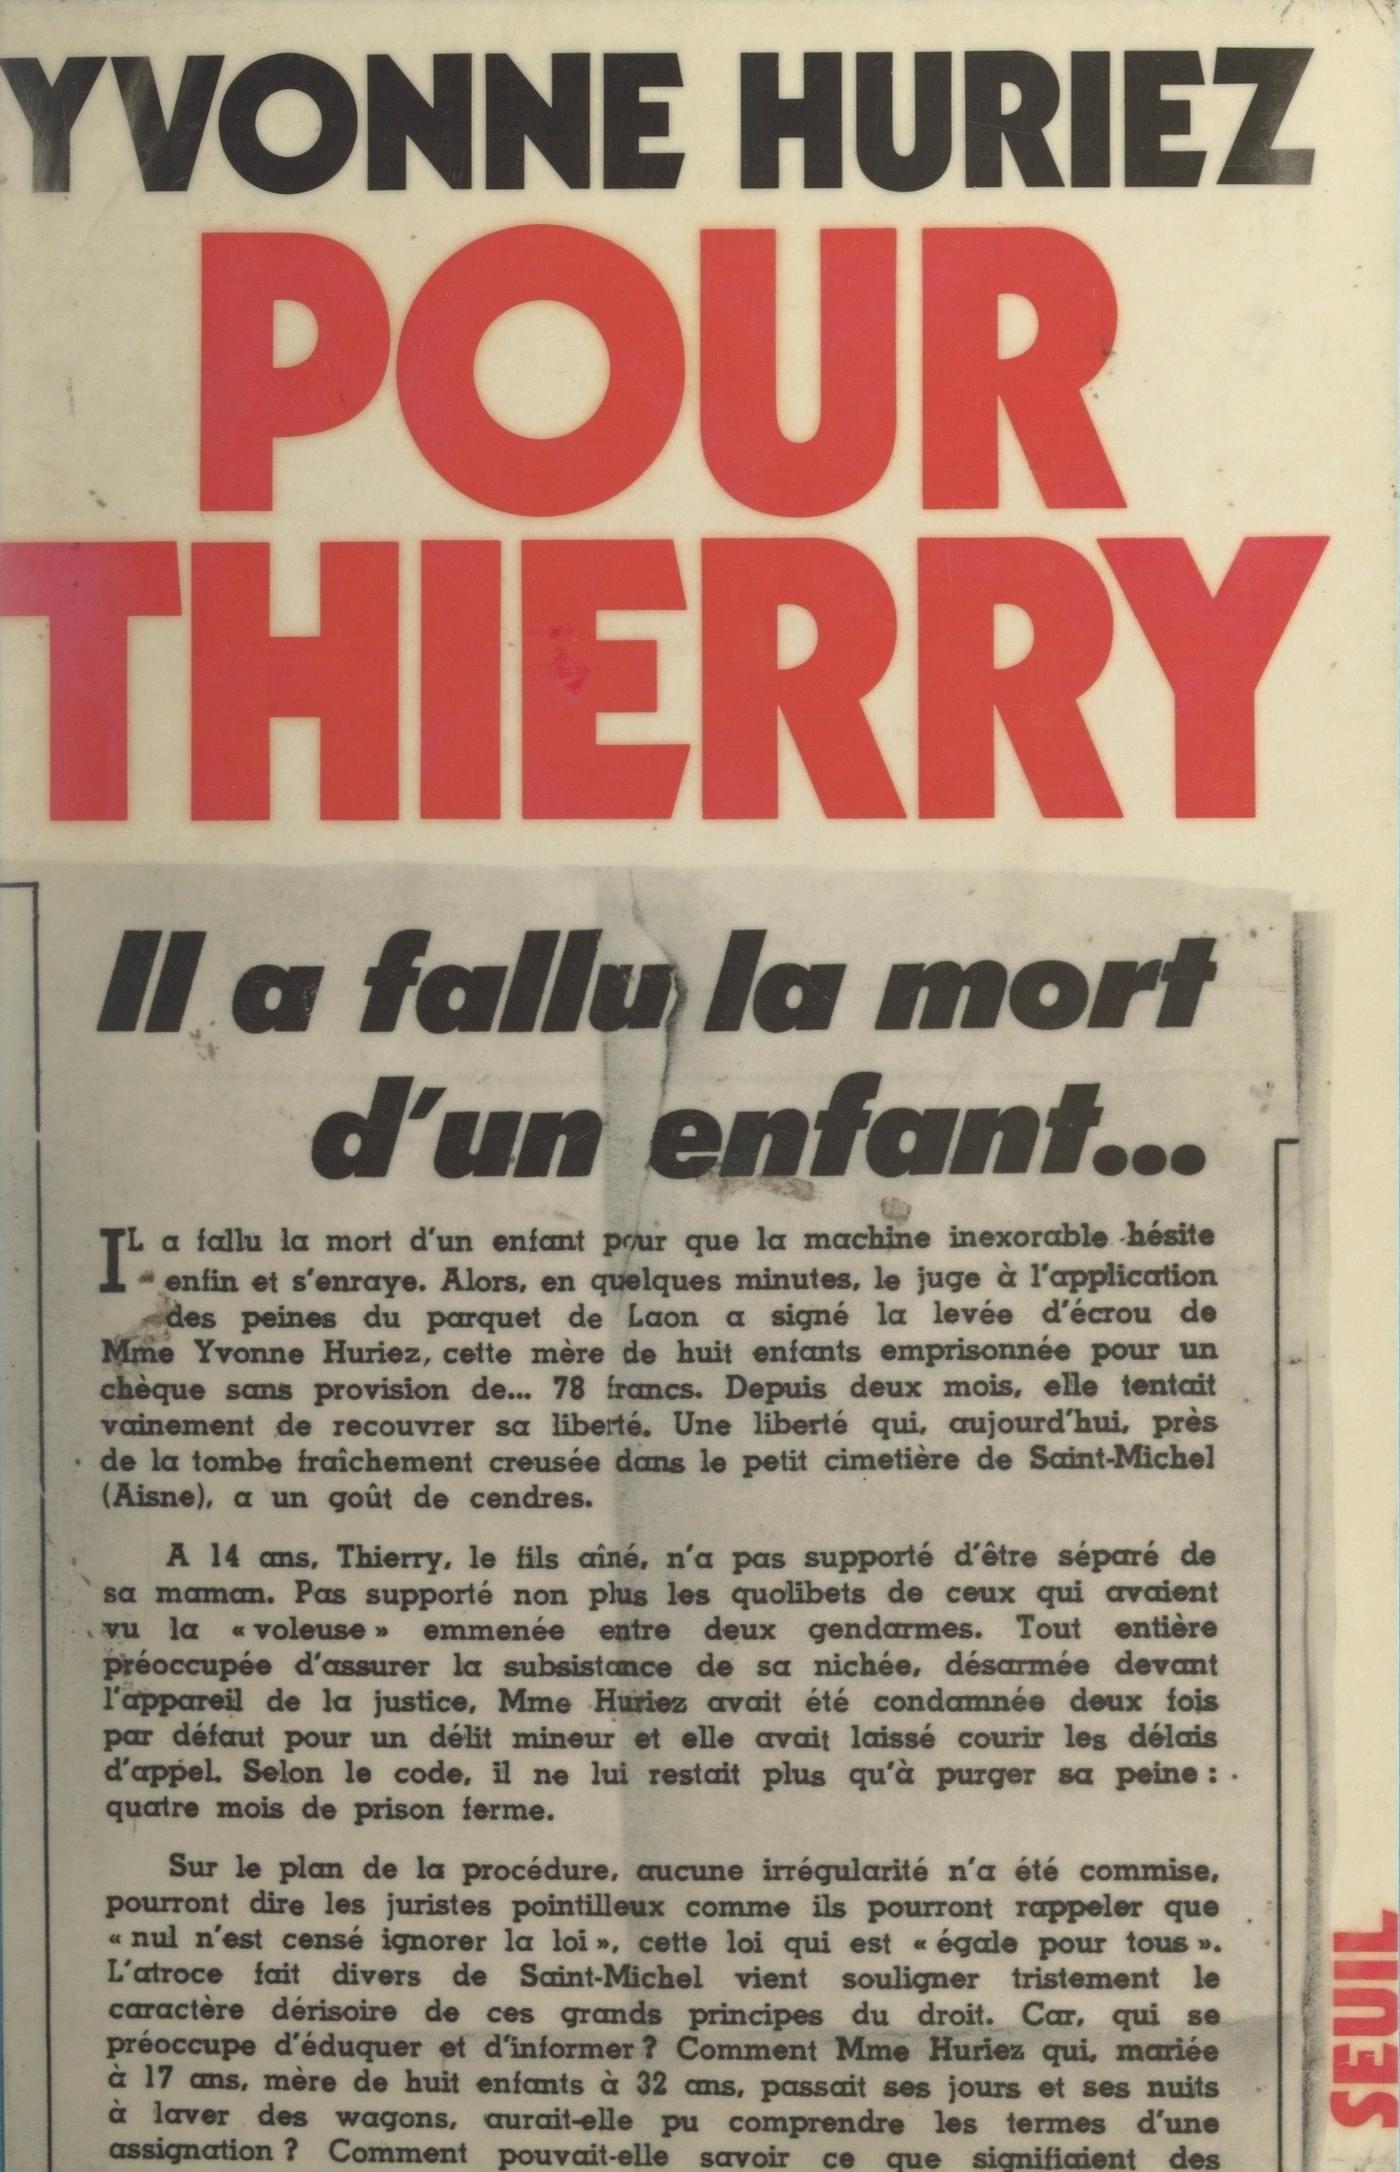 YVONNE HURIEZ
POUR
THIERRY
Il a fallu la mort
d'un enfant...
IL a fallu la mort d'un enfant pour que la machine inexorable hésite
enfin et s'enraye. Alors, en quelques minutes, le juge à l'application
des peines du parquet de Laon a signé la levée d'écrou de
Mme Yvonne Huriez, cette mère de huit enfants emprisonnée pour un
chèque sans provision de... 78 francs. Depuis deux mois, elle tentait
vainement de recouvrer sa liberté. Une liberté qui, aujourd'hui, près
de la tombe fraîchement creusée dans le petit cimetière de Saint-Michel
(Aisne), a un goût de cendres.
A 14 ans, Thierry, le fils aîné, n'a pas supporté d'être séparé de
sa maman. Pas supporté non plus les quolibets de ceux qui avaient
vu la « voleuse » emmenée entre deux gendarmes. Tout entière
préoccupée d'assurer la subsistance de sa nichée, désarmée devant
l'appareil de la justice, Mme Huriez avait été condamnée deux fois
par défaut pour un délit mineur et elle avait laissé courir les délais
d'appel. Selon le code, il ne lui restait plus qu'à purger sa peine :
quatre mois de prison ferme.
Sur le plan de la procédure, aucune irrégularité n'a été commise,
pourront dire les juristes pointilleux comme ils pourront rappeler que
« nul n'est censé ignorer la loi », cette loi qui est « égale pour tous ».
L'atroce fait divers de Saint-Michel vient souligner tristement le
caractère dérisoire de ces grands principes du droit. Car, qui se
préoccupe d'éduquer et d'informer ? Comment Mme Huriez qui, mariée
à 17 ans, mère de huit enfants à 32 ans, passait ses jours et ses nuits
à laver des wagons, aurait-elle pu comprendre les termes d'une
assignation ? Comment pouvait-elle savoir ce que signifiaient des
SEUIL